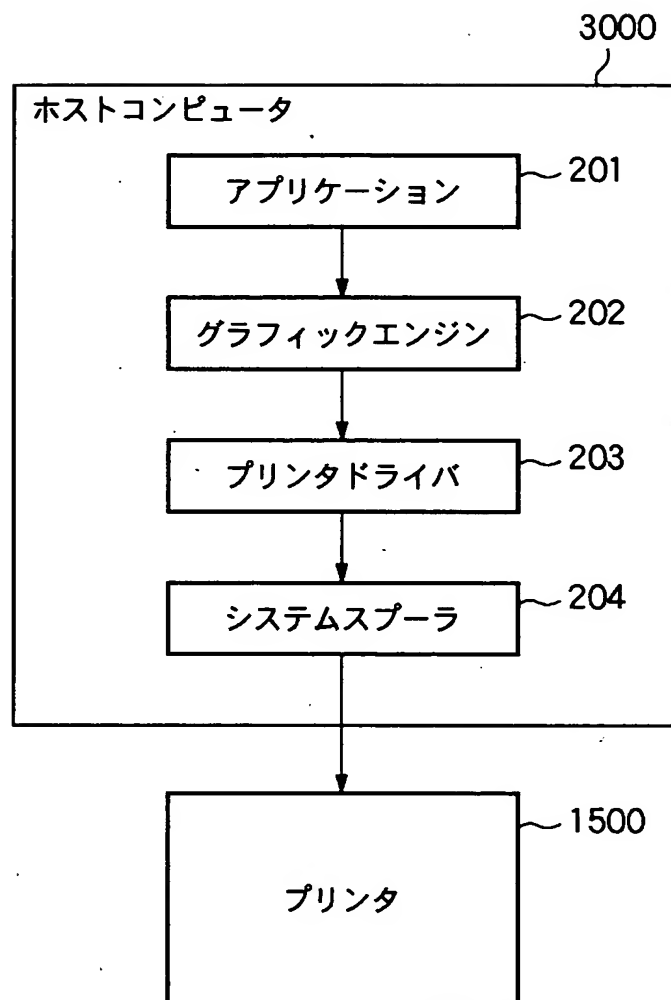 3000
ホストコンピュータ
アプリケーション
201
グラフィックエンジン
202
プリンタドライバ
203
システムスプーラ
204
1500
プリンタ